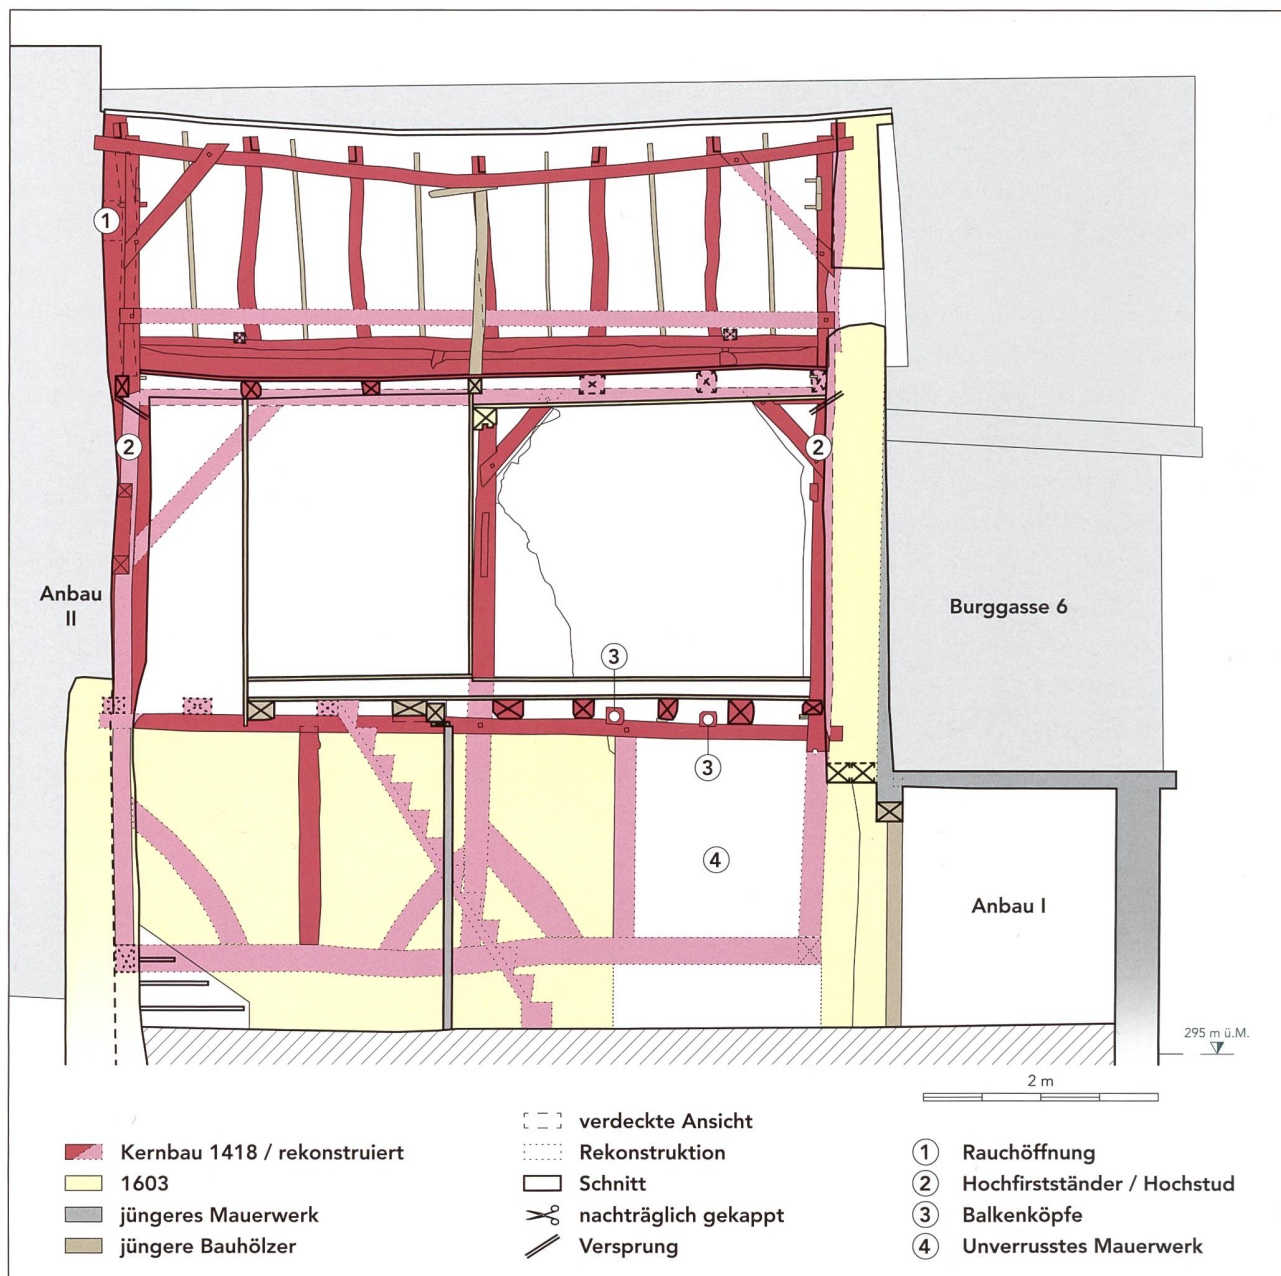 1
2
2
Anbau
II
Burggasse 6
3
3
4
Anbau I
295 m ü.M.
2 m
Kernbau 1418 / rekonstruiert
1603
jüngeres Mauerwerk
jüngere Bauhölzer
verdeckte Ansicht
Rekonstruktion
Schnitt
nachträglich gekappt
Versprung
1 Rauchöffnung
2 Hochfirstständer / Hochstud
3 Balkenköpfe
4 Unverrusstes Mauerwerk